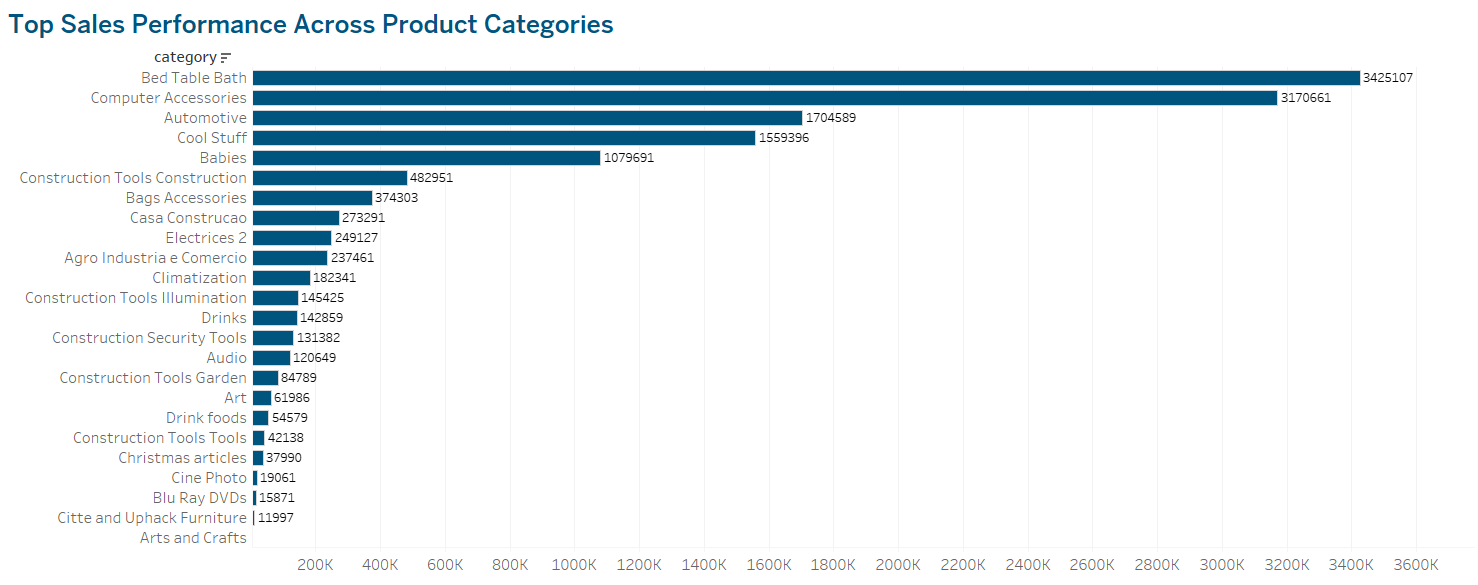 Top Sales Performance Across Product Categories
category
Bed Table Bath 3425107
Computer Accessories 3170661
Automotive 1704589
Cool Stuff 1559396
Babies 1079691
Construction Tools Construction 482951
Bags Accessories 374303
Casa Construcao 273291
Electrices 2 249127
Agro Industria e Comercio 237461
Climatization 182341
Construction Tools Illumination 145425
Drinks 142859
Construction Security Tools 131382
Audio 120649
Construction Tools Garden 84789
Art 61986
Drink foods 54579
Construction Tools Tools 42138
Christmas articles 37990
Cine Photo 19061
Blu Ray DVDs 15871
Citte and Uphack Furniture 11997
Arts and Crafts
200K 400K 600K 800K 1000K 1200K 1400K 1600K 1800K 2000K 2200K 2400K 2600K 2800K 3000K 3200K 3400K 3600K